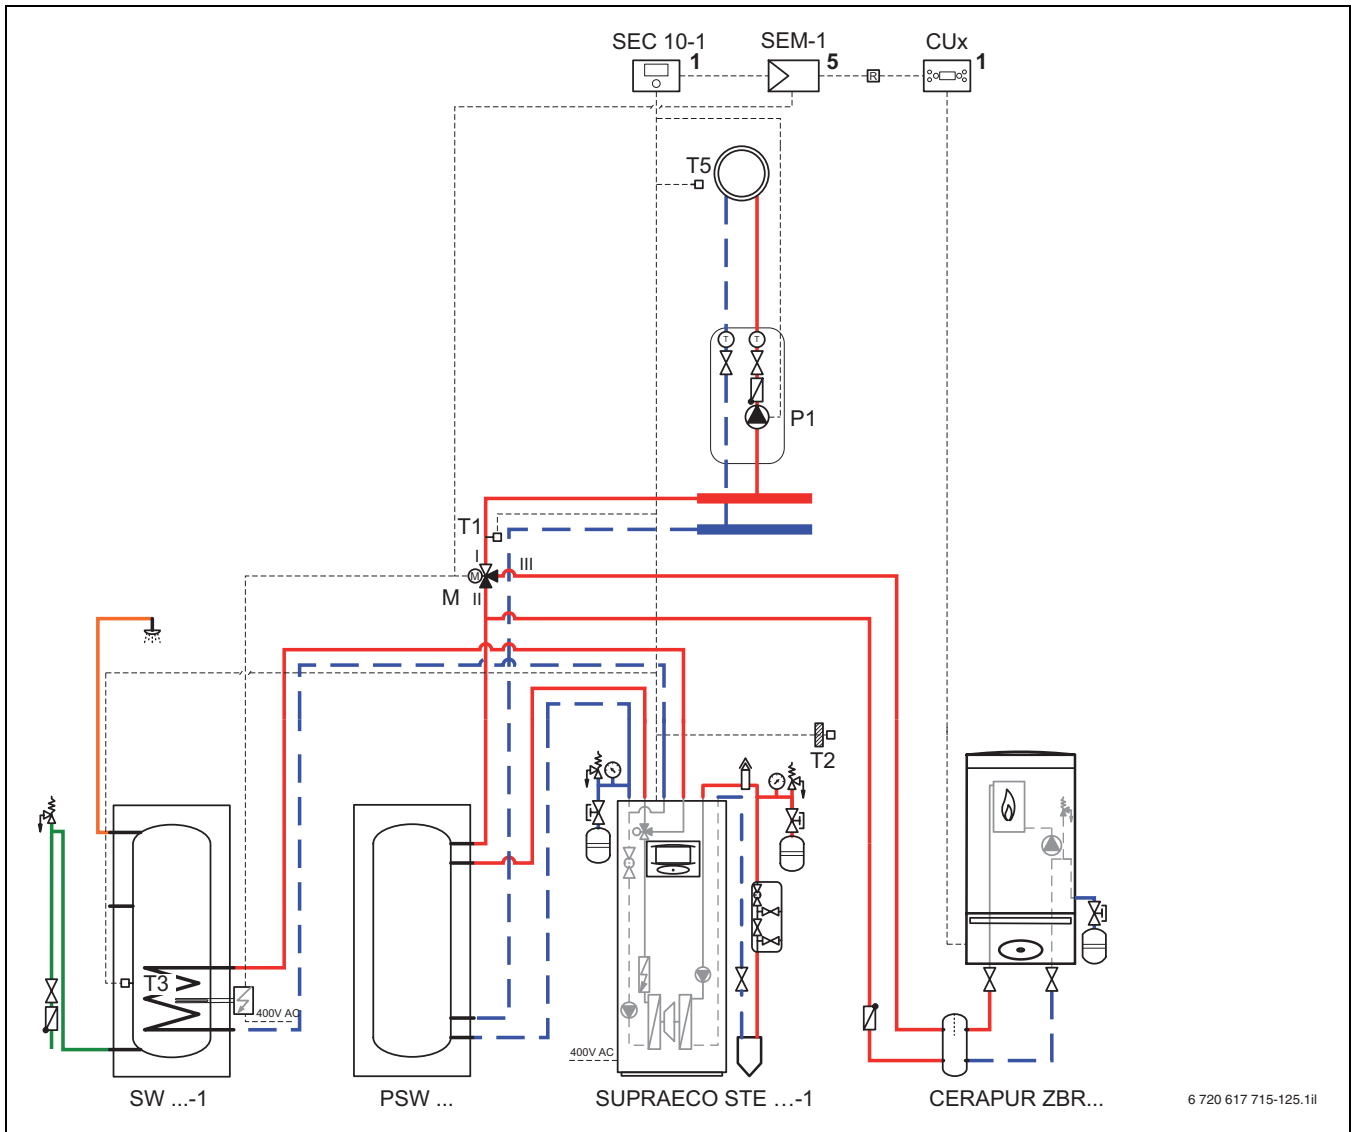 SEC 10-1
1
SEM-1
5
CUx
1
R
T5
T
T
P1
T1
I
III
M
M
II
T2
T3
400V AC
400V AC
SW ...-1
PSW ...
SUPRAECO STE ...-1
CERAPUR ZBR...
6 720 617 715-125.1il